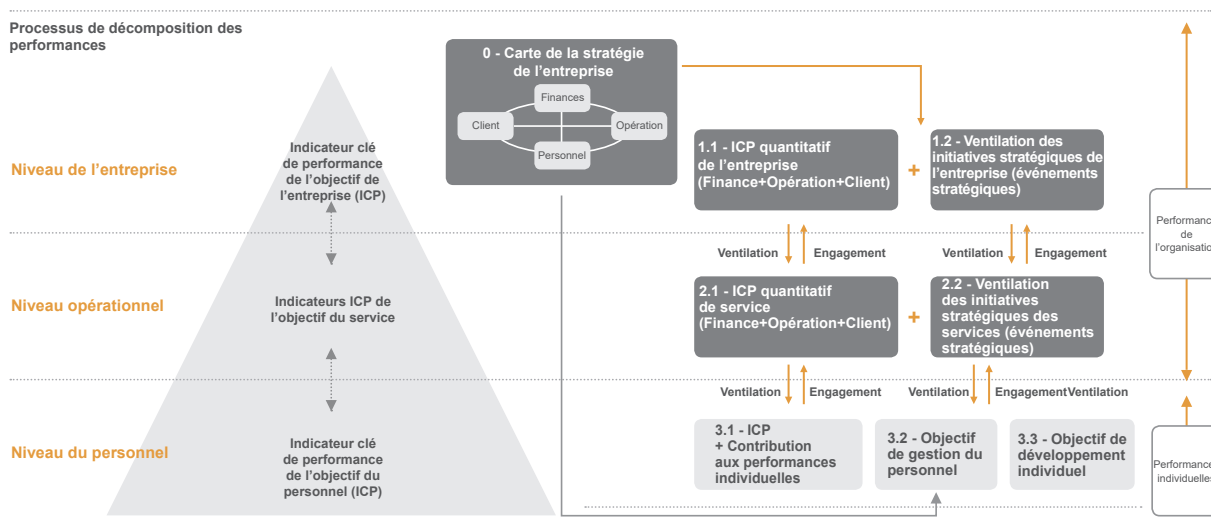 Processus de décomposition des
performances
0 - Carte de la stratégie
de l’entreprise
Finances
Client
Opération
Personnel
Niveau de l’entreprise
Indicateur clé
de performance
de l’objectif de
l’entreprise (ICP)
1.1 - ICP quantitatif
de l’entreprise
(Finance+Opération+Client)
+
1.2 - Ventilation des
initiatives stratégiques de
l’entreprise (événements
stratégiques)
Performance
de
l’organisation
Ventilation
Engagement
Ventilation
Engagement
Niveau opérationnel
Indicateurs ICP de
l’objectif du service
2.1 - ICP quantitatif
de service
(Finance+Opération+Client)
+
2.2 - Ventilation
des initiatives
stratégiques des
services (événements
stratégiques)
Ventilation
Engagement
Ventilation
EngagementVentilation
Niveau du personnel
Indicateur clé
de performance
de l’objectif du
personnel (ICP)
3.1 - ICP
+ Contribution
aux performances
individuelles
3.2 - Objectif
de gestion du
personnel
3.3 - Objectif de
développement
individuel
Performances
individuelles